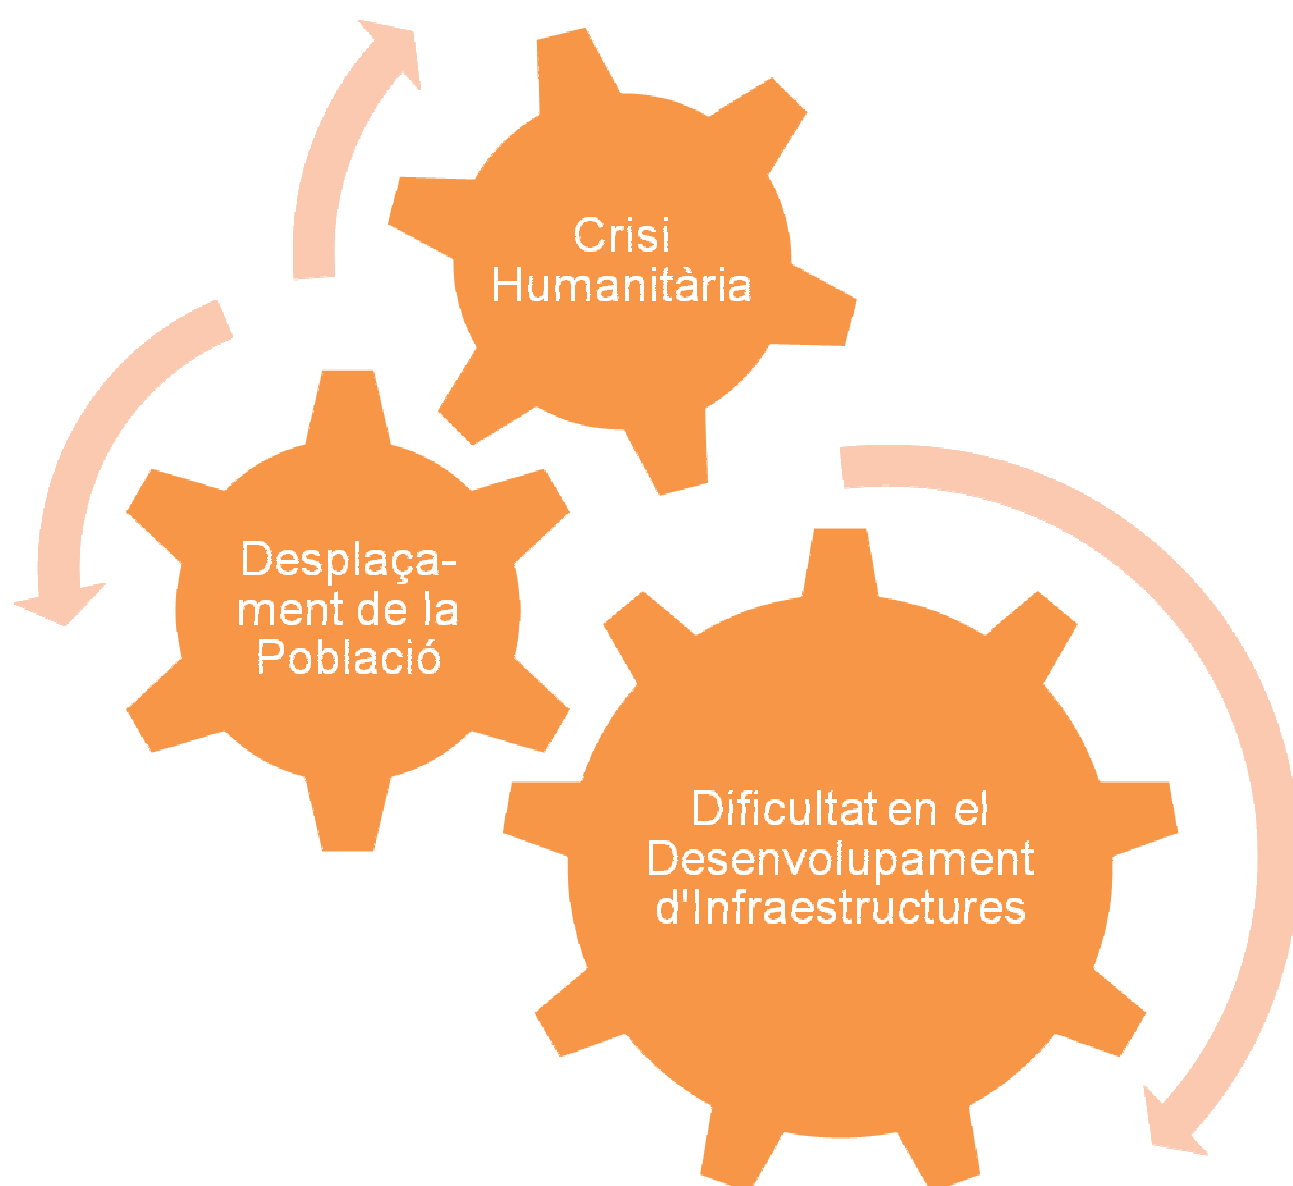 Crisi
Humanitària
Desplaça-
ment de la
Població
Dificultat en el
Desenvolupament
d'Infraestructures